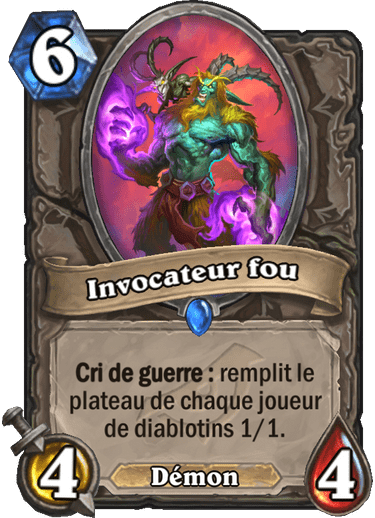 6
Invocateur fou
Cri de guerre : remplit le
plateau de chaque joueur
de diablotins 1/1.
4
Démon
4